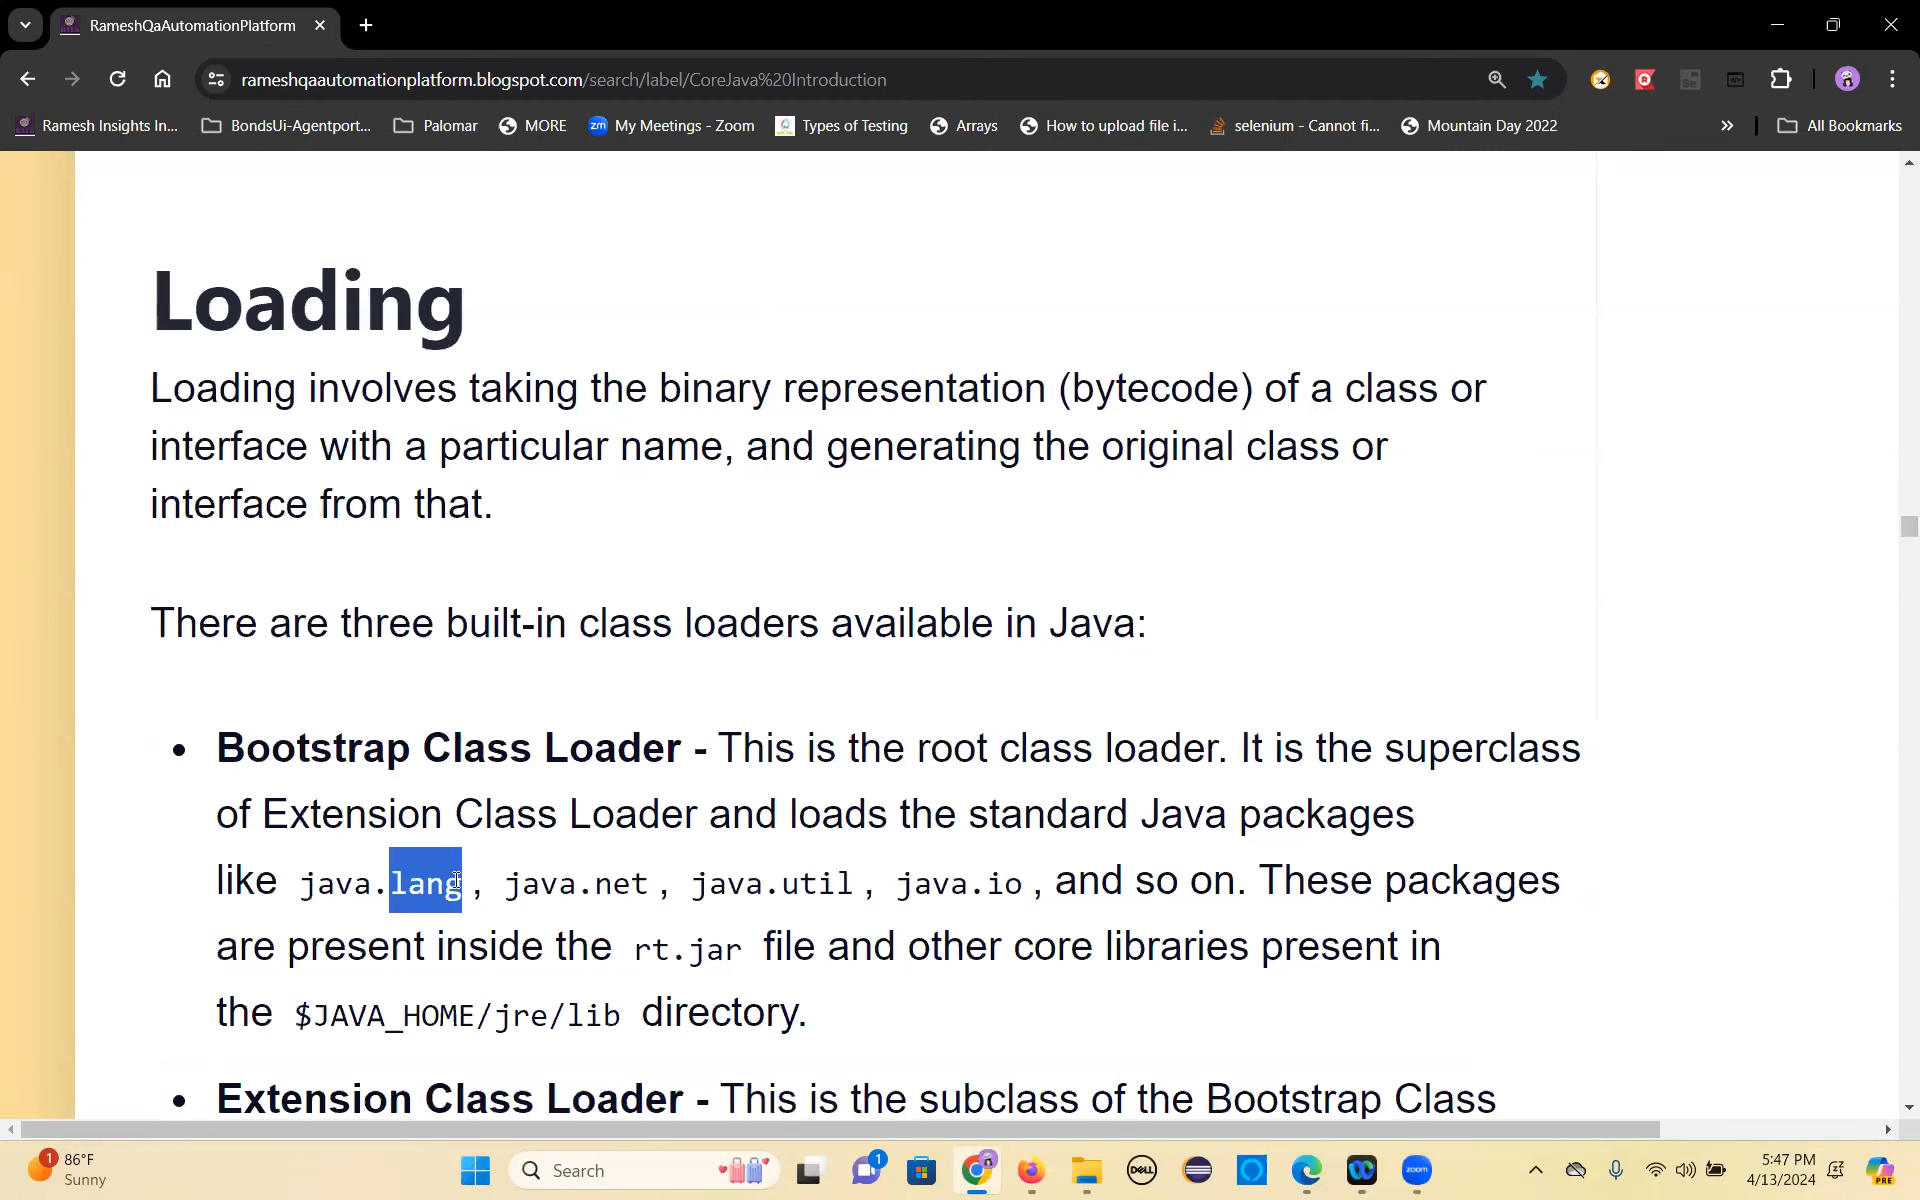 RameshQaAutomationPlatform
rameshqaautomationplatform.blogspot.com/search/label/CoreJava%20Introduction
Ramesh Insights In... BondsUi-Agentport... Palomar MORE My Meetings - Zoom Types of Testing Arrays How to upload file i... selenium - Cannot fi... Mountain Day 2022 » All Bookmarks
Loading
Loading involves taking the binary representation (bytecode) of a class or
interface with a particular name, and generating the original class or
interface from that.
There are three built-in class loaders available in Java:
• Bootstrap Class Loader - This is the root class loader. It is the superclass
of Extension Class Loader and loads the standard Java packages
like java.lang, java.net, java.util, java.io, and so on. These packages
are present inside the rt.jar file and other core libraries present in
the $JAVA_HOME/jre/lib directory.
• Extension Class Loader - This is the subclass of the Bootstrap Class
1
86°F
Sunny
Search
1
DELL
zoom
5:47 PM
4/13/2024
PRE